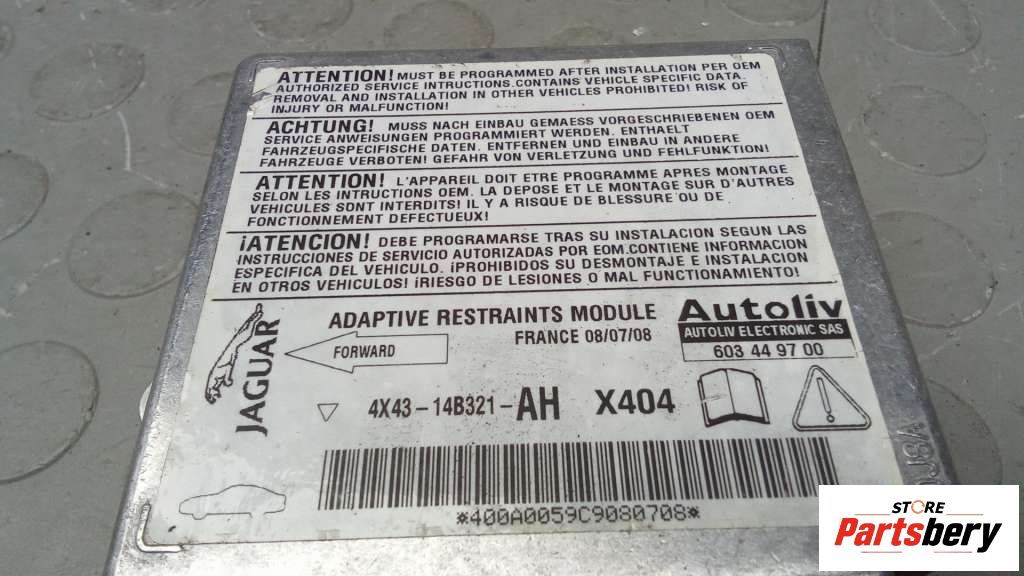 ATTENTION! MUST BE PROGRAMMED AFTER INSTALLATION PER OEM
AUTHORIZED SERVICE INTRUCTIONS.CONTAINS VEHICLE SPECIFIC DATA.
REMOVAL AND INSTALLATION IN OTHER VEHICLES PROHIBITED! RISK OF
INJURY OR MALFUNCTION!
ACHTUNG! MUSS NACH EINBAU GEMAESS VORGESCHRIEBENEN OEM
SERVICE ANWEISUNGEN PROGRAMMIERT WERDEN. ENTHAELT
FAHRZEUGSPEZIFISCHE DATEN. ENTFERNEN UND EINBAU IN ANDERE
FAHRZEUGE VERBOTEN! GEFAHR VON VERLETZUNG UND FEHLFUNKTION!
ATTENTION! L'APPAREIL DOIT ETRE PROGRAMME APRES MONTAGE
SELON LES INTRUCTIONS OEM. LA DEPOSE ET LE MONTAGE SUR D'AUTRES
VEHICULES SONT INTERDITS! IL Y A RISQUE DE BLESSURE OU DE
FONCTIONNEMENT DEFECTUEUX!
¡ATENCION! DEBE PROGRAMARSE TRAS SU INSTALACION SEGUN LAS
INSTRUCCIONES DE SERVICIO AUTORIZADAS POR EOM.CONTIENE INFORMACION
ESPECIFICA DEL VEHICULO. ¡PROHIBIDOS SU DESMONTAJE E INSTALACION
EN OTROS VEHICULOS! ¡RIESGO DE LESIONES O MAL FUNCTIONAMIENTO!
JAGUAR
ADAPTIVE RESTRAINTS MODULE
FRANCE 08/07/08
FORWARD
Autoliv
AUTOLIV ELECTRONIC SAS
603 44 97 00
4X43-14B321-AH X404
*400A0059C9080708*
STORE
Partsbery